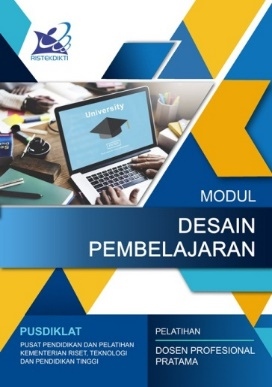 RISTEKDIKTI
University
MODUL
DESAIN
PEMBELAJARAN
PUSDIKLAT
PUSAT PENDIDIKAN DAN PELATIHAN
KEMENTERIAN RISET, TEKNOLOGI
DAN PENDIDIKAN TINGGI
PELATIHAN
DOSEN PROFESIONAL
PRATAMA